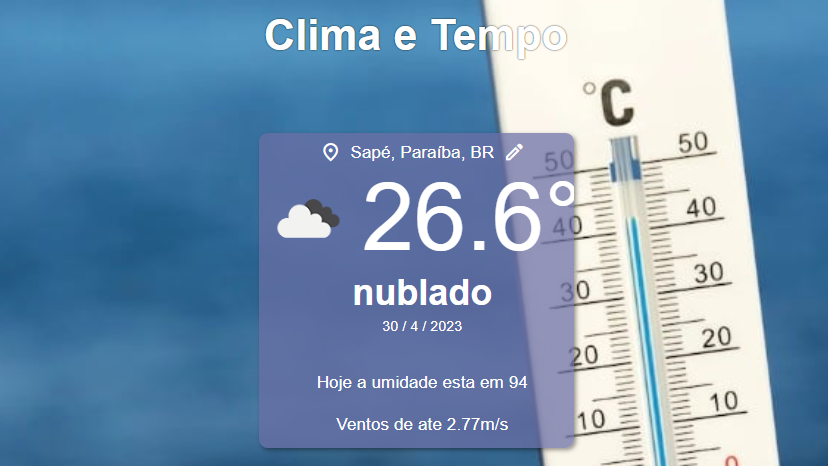 Clima e Tempo
°C
Sapé, Paraíba, BR
50 50
26.6°
40 40
nublado
30 30
30 / 4 / 2023
20 20
Hoje a umidade esta em 94
10 10
Ventos de ate 2.77m/s
0